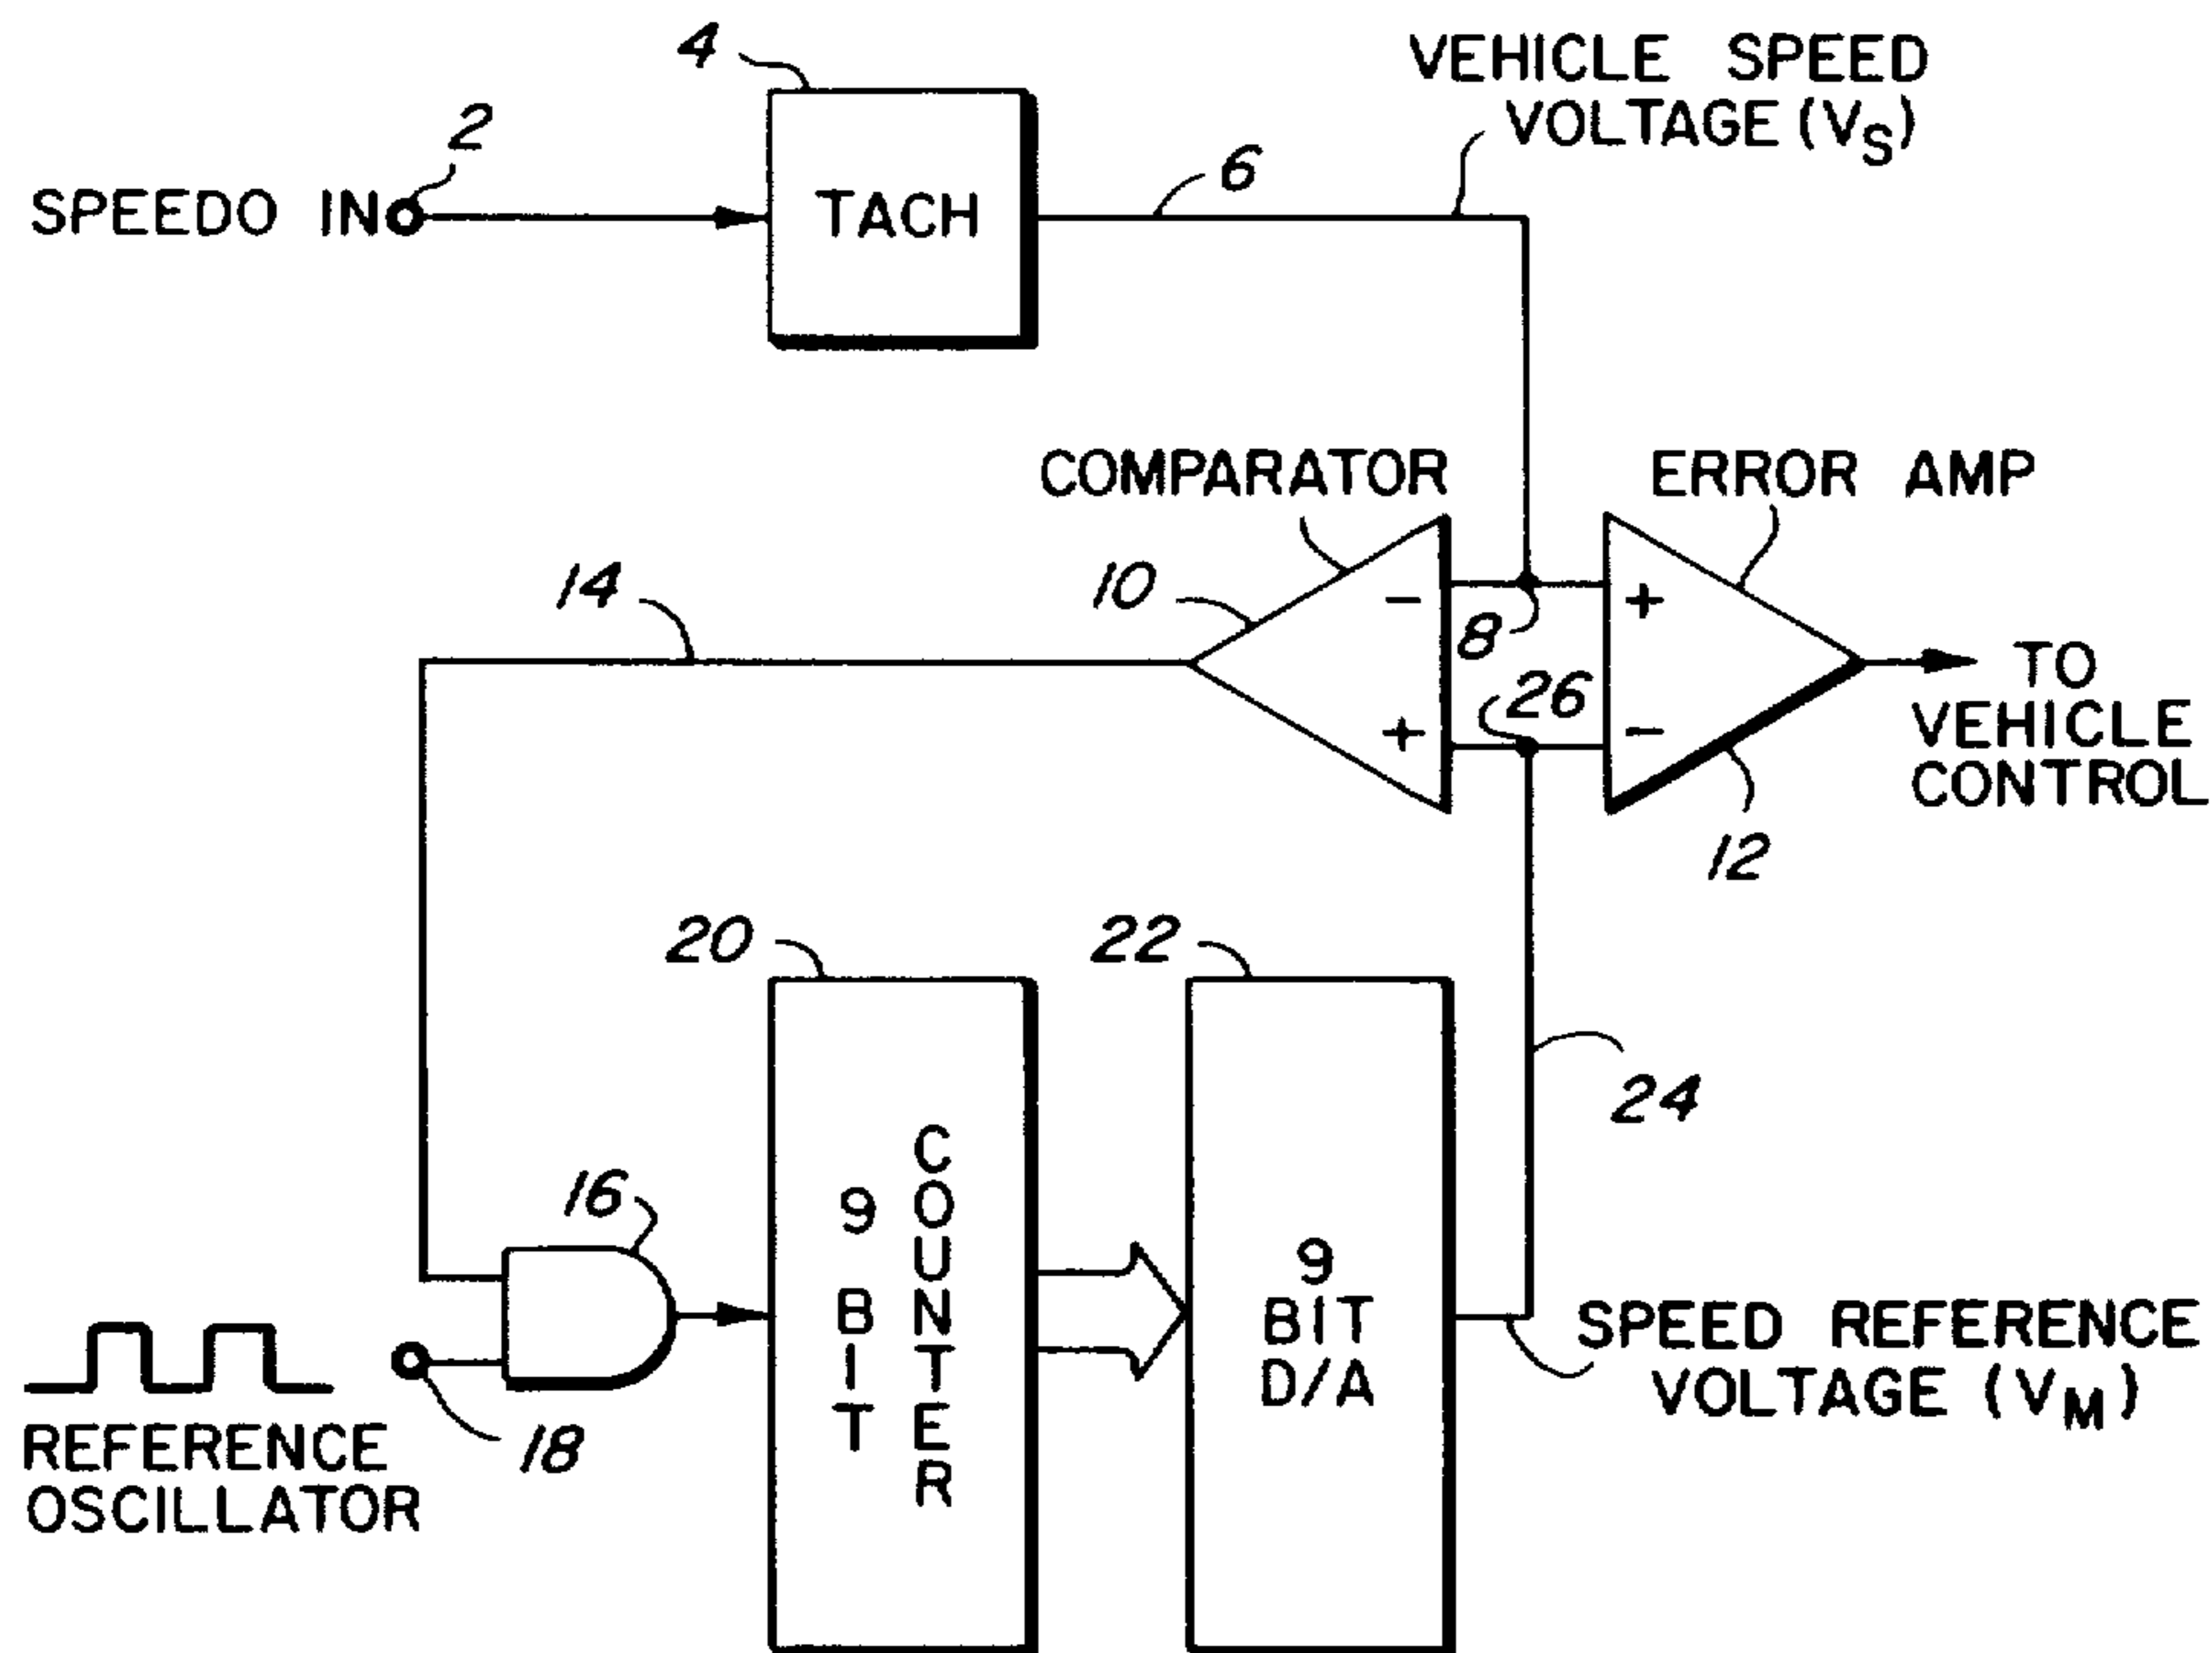 4
VEHICLE SPEED
VOLTAGE (VS)
2
6
SPEEDO IN
TACH
COMPARATOR
ERROR AMP
14
10
-
+
8
26
+
-
TO
VEHICLE
CONTROL
12
20
22
24
16
9 BIT
COUNTER
9
BIT
D/A
SPEED REFERENCE
VOLTAGE (VM)
18
REFERENCE
OSCILLATOR